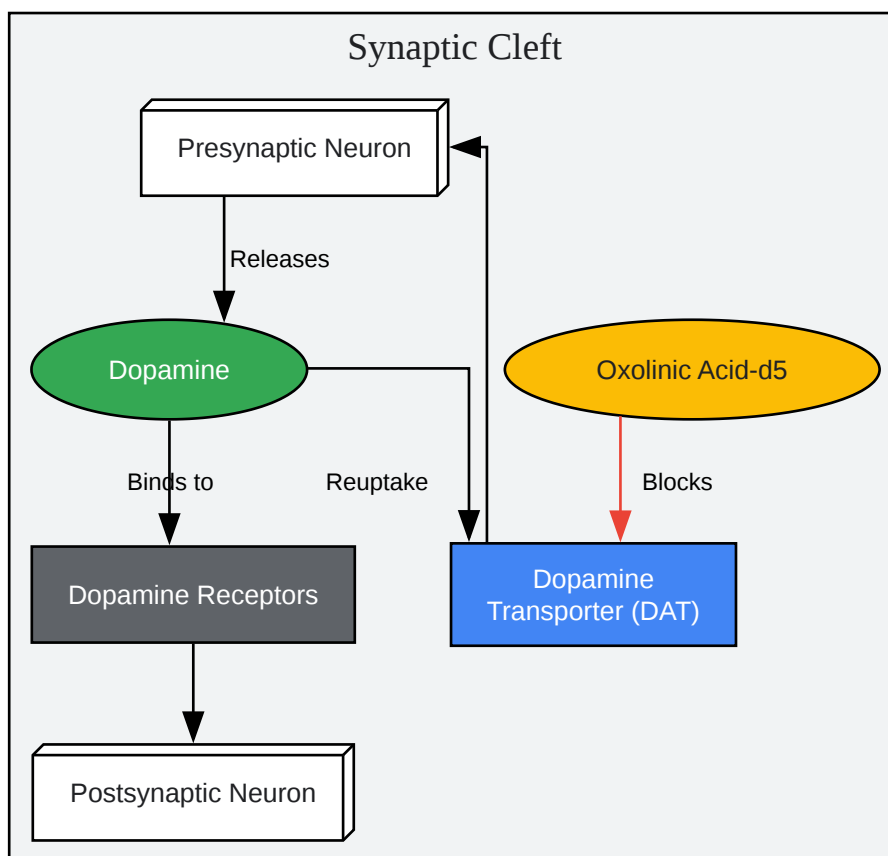 Synaptic Cleft
Presynaptic Neuron
Releases
Dopamine
Oxolinic Acid-d5
Binds to
Reuptake
Blocks
Dopamine Receptors
Dopamine
Transporter (DAT)
Postsynaptic Neuron